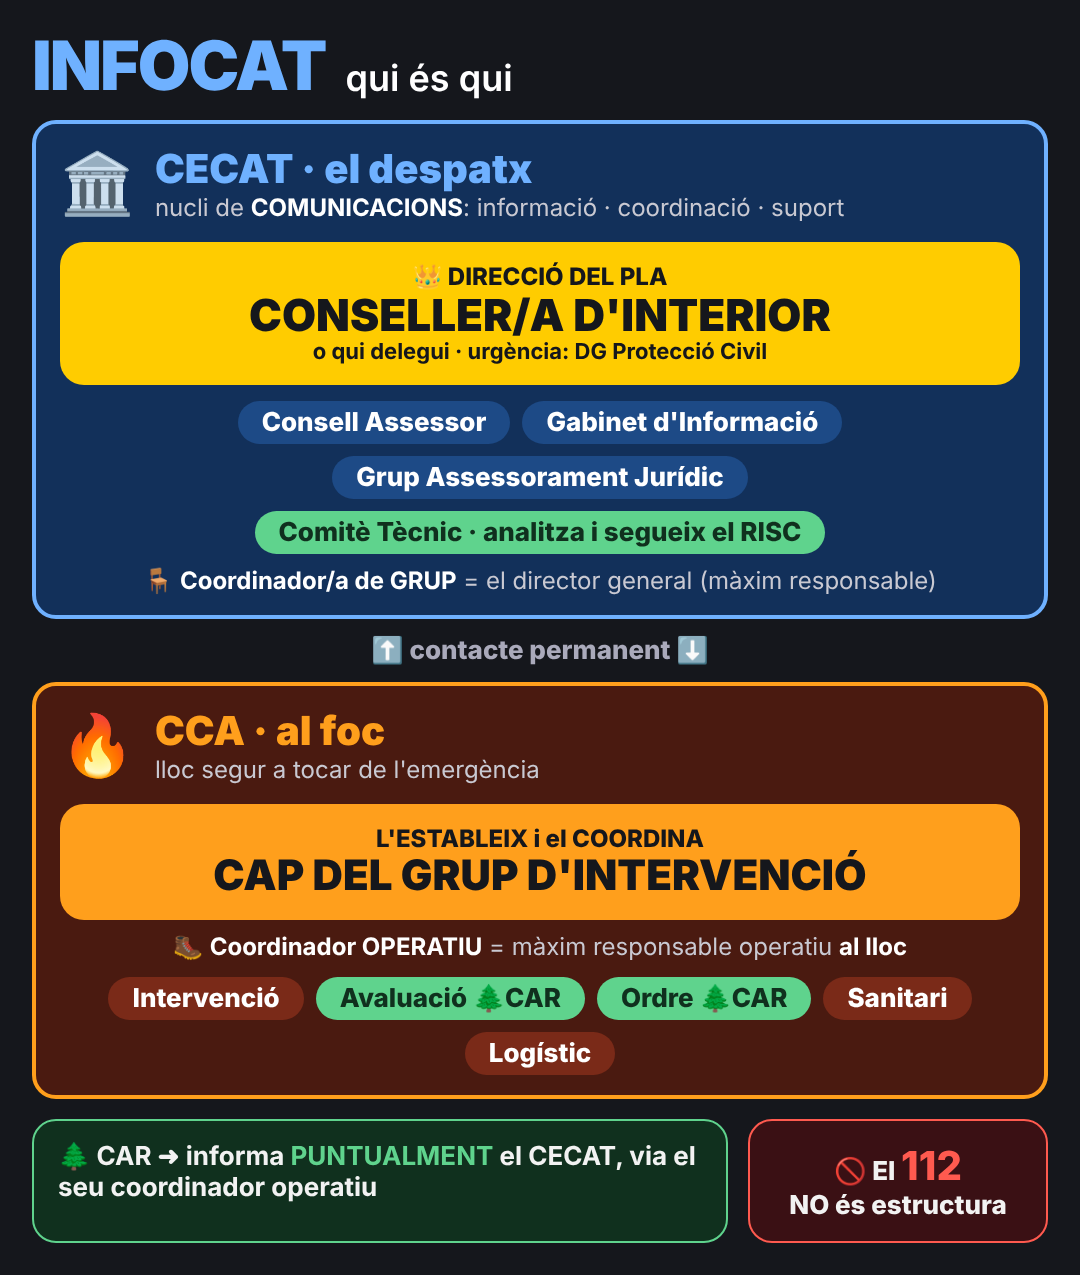 INFOCAT qui és qui
CECAT · el despatx
nucli de COMUNICACIONS: informació · coordinació · suport
👑 DIRECCIÓ DEL PLA
CONSELLER/A D'INTERIOR
o qui delegui · urgència: DG Protecció Civil
Consell Assessor
Gabinet d'Informació
Grup Assessorament Jurídic
Comitè Tècnic · analitza i segueix el RISC
🪑 Coordinador/a de GRUP = el director general (màxim responsable)
⬆️ contacte permanent ⬇️
CCA · al foc
lloc segur a tocar de l'emergència
L'ESTABLEIX i el COORDINA
CAP DEL GRUP D'INTERVENCIÓ
🥾 Coordinador OPERATIU = màxim responsable operatiu al lloc
Intervenció
Avaluació 🌲CAR
Ordre 🌲CAR
Sanitari
Logístic
🌲 CAR ➜ informa PUNTUALMENT el CECAT, via el
seu coordinador operatiu
🚫 El 112
NO és estructura